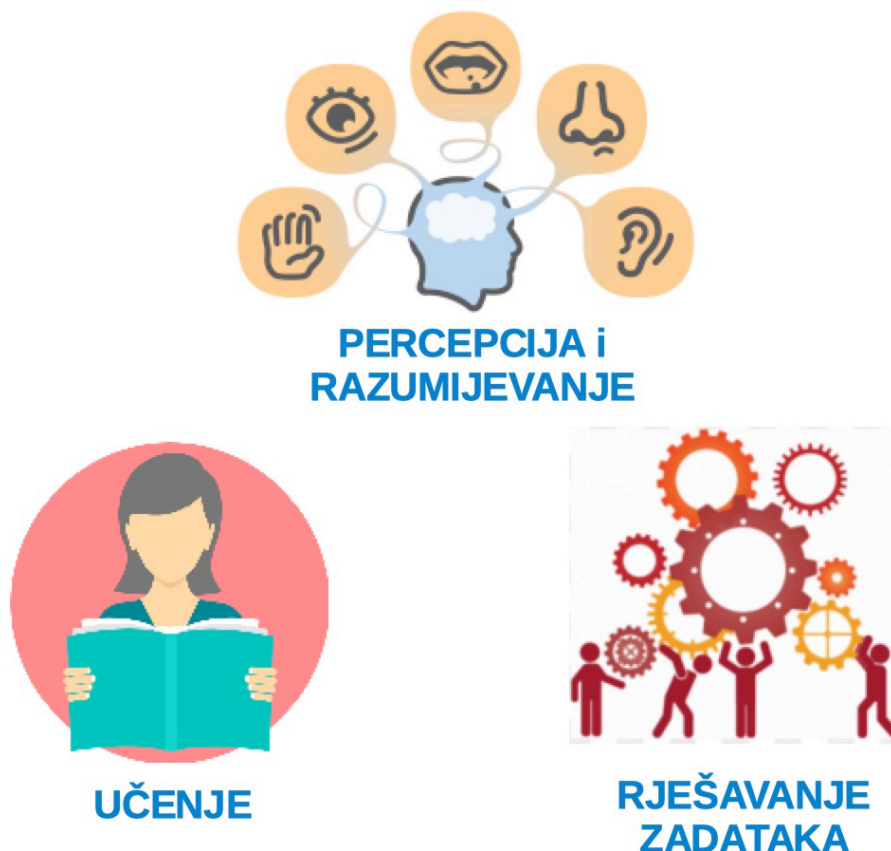 PERCEPCIJA i
RAZUMIJEVANJE
UČENJE
RJEŠAVANJE
ZADATAKA